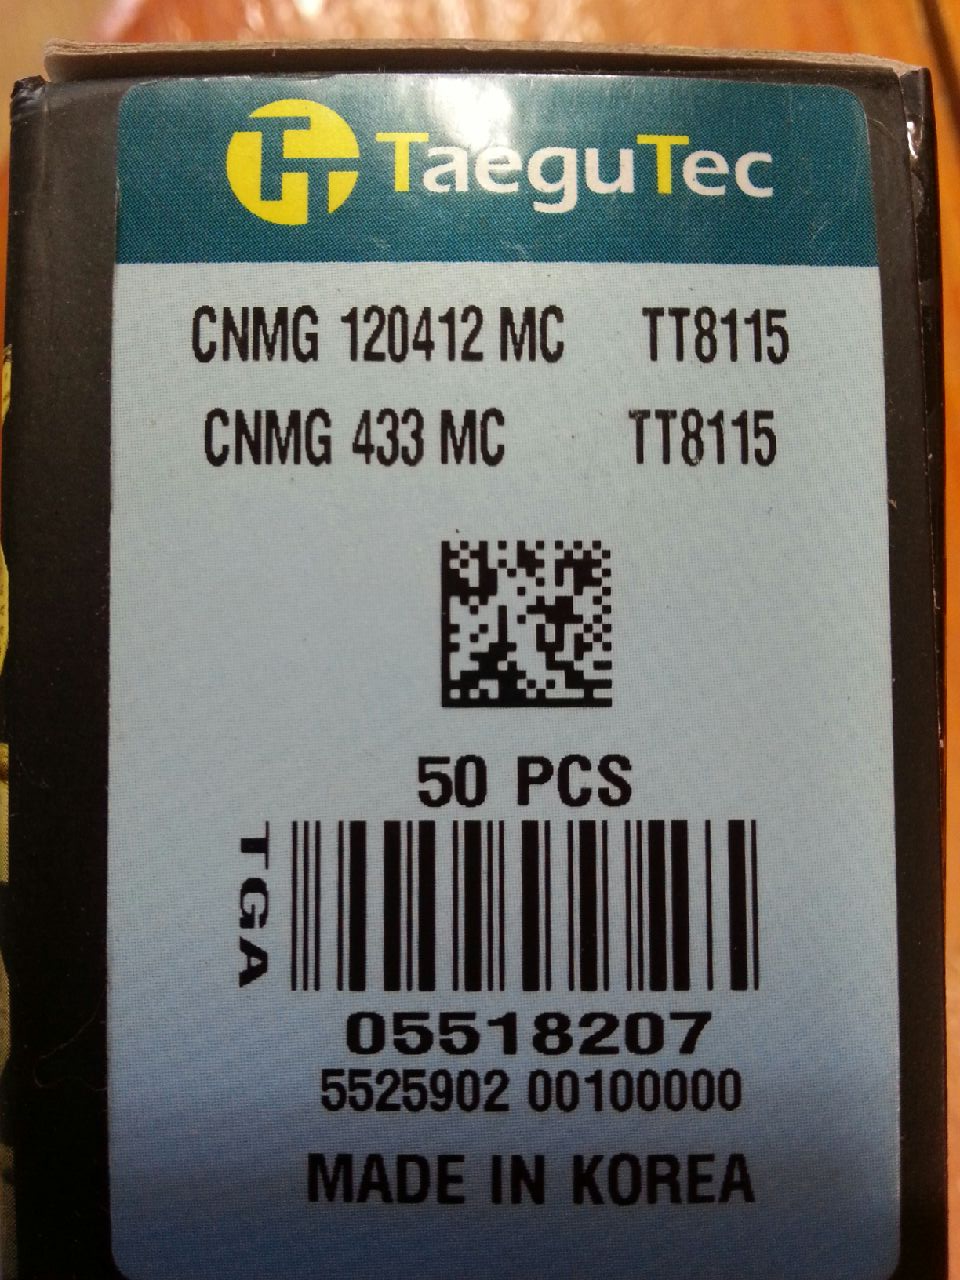 TaeguTec
CNMG 120412 MC TT8115
CNMG 433 MC TT8115
50 PCS
TGA
05518207
5525902 00100000
MADE IN KOREA